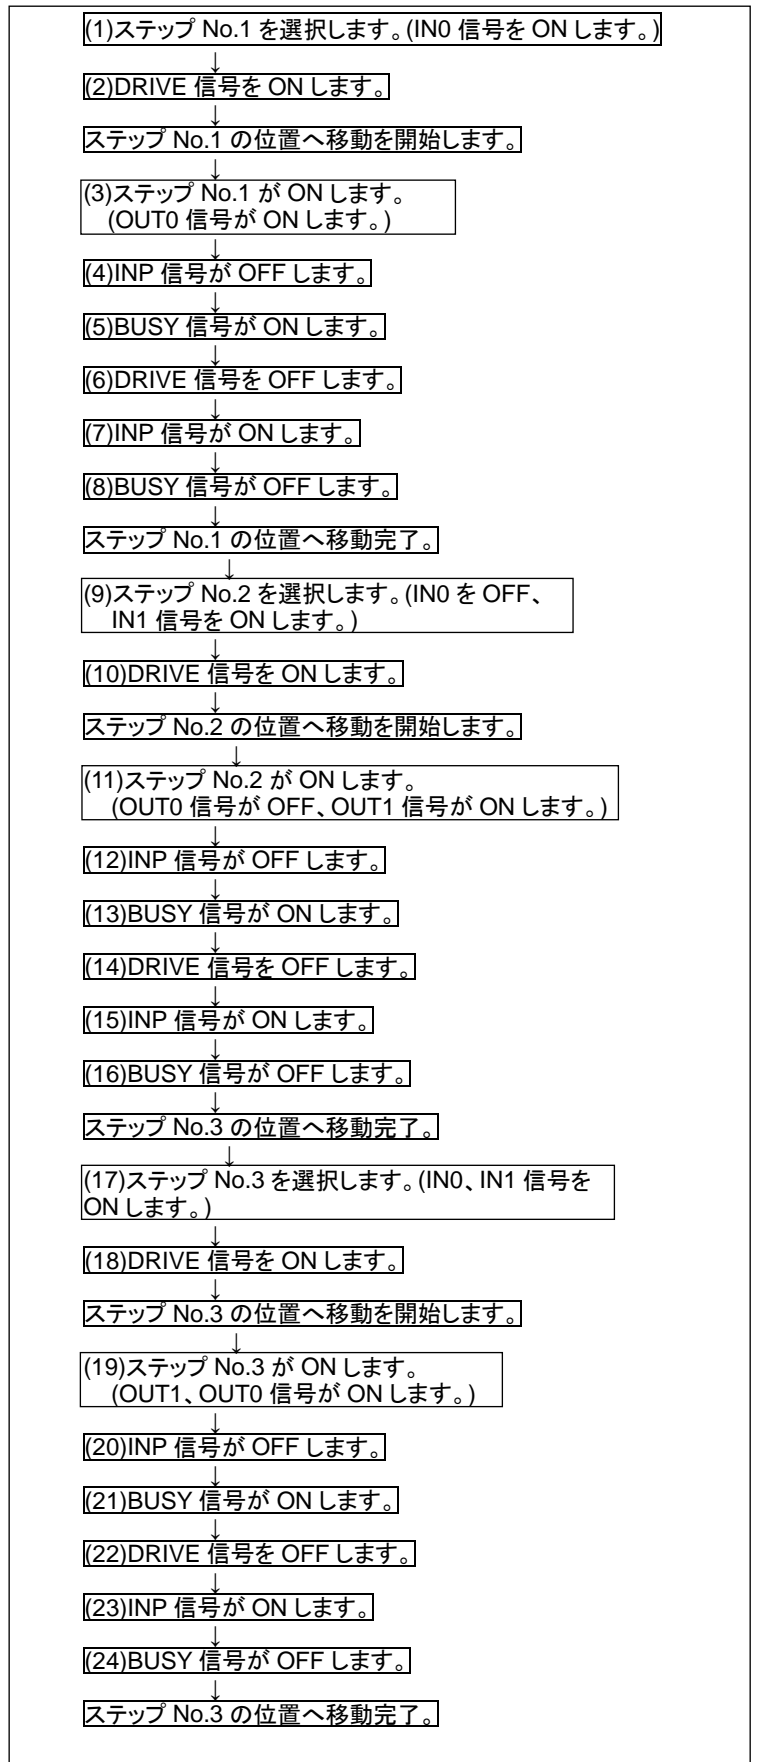 (1)ステップ No.1 を選択します。(IN0 信号を ON します。)
↓
(2)DRIVE 信号を ON します。
↓
ステップ No.1 の位置へ移動を開始します。
↓
(3)ステップ No.1 が ON します。
(OUT0 信号が ON します。)
↓
(4)INP 信号が OFF します。
↓
(5)BUSY 信号が ON します。
↓
(6)DRIVE 信号を OFF します。
↓
(7)INP 信号が ON します。
↓
(8)BUSY 信号が OFF します。
↓
ステップ No.1 の位置へ移動完了。
↓
(9)ステップ No.2 を選択します。(IN0 を OFF、
IN1 信号を ON します。)
↓
(10)DRIVE 信号を ON します。
↓
ステップ No.2 の位置へ移動を開始します。
↓
(11)ステップ No.2 が ON します。
(OUT0 信号が OFF、OUT1 信号が ON します。)
↓
(12)INP 信号が OFF します。
↓
(13)BUSY 信号が ON します。
↓
(14)DRIVE 信号を OFF します。
↓
(15)INP 信号が ON します。
↓
(16)BUSY 信号が OFF します。
↓
ステップ No.3 の位置へ移動完了。
↓
(17)ステップ No.3 を選択します。(IN0、IN1 信号を
ON します。)
↓
(18)DRIVE 信号を ON します。
↓
ステップ No.3 の位置へ移動を開始します。
↓
(19)ステップ No.3 が ON します。
(OUT1、OUT0 信号が ON します。)
↓
(20)INP 信号が OFF します。
↓
(21)BUSY 信号が ON します。
↓
(22)DRIVE 信号を OFF します。
↓
(23)INP 信号が ON します。
↓
(24)BUSY 信号が OFF します。
↓
ステップ No.3 の位置へ移動完了。